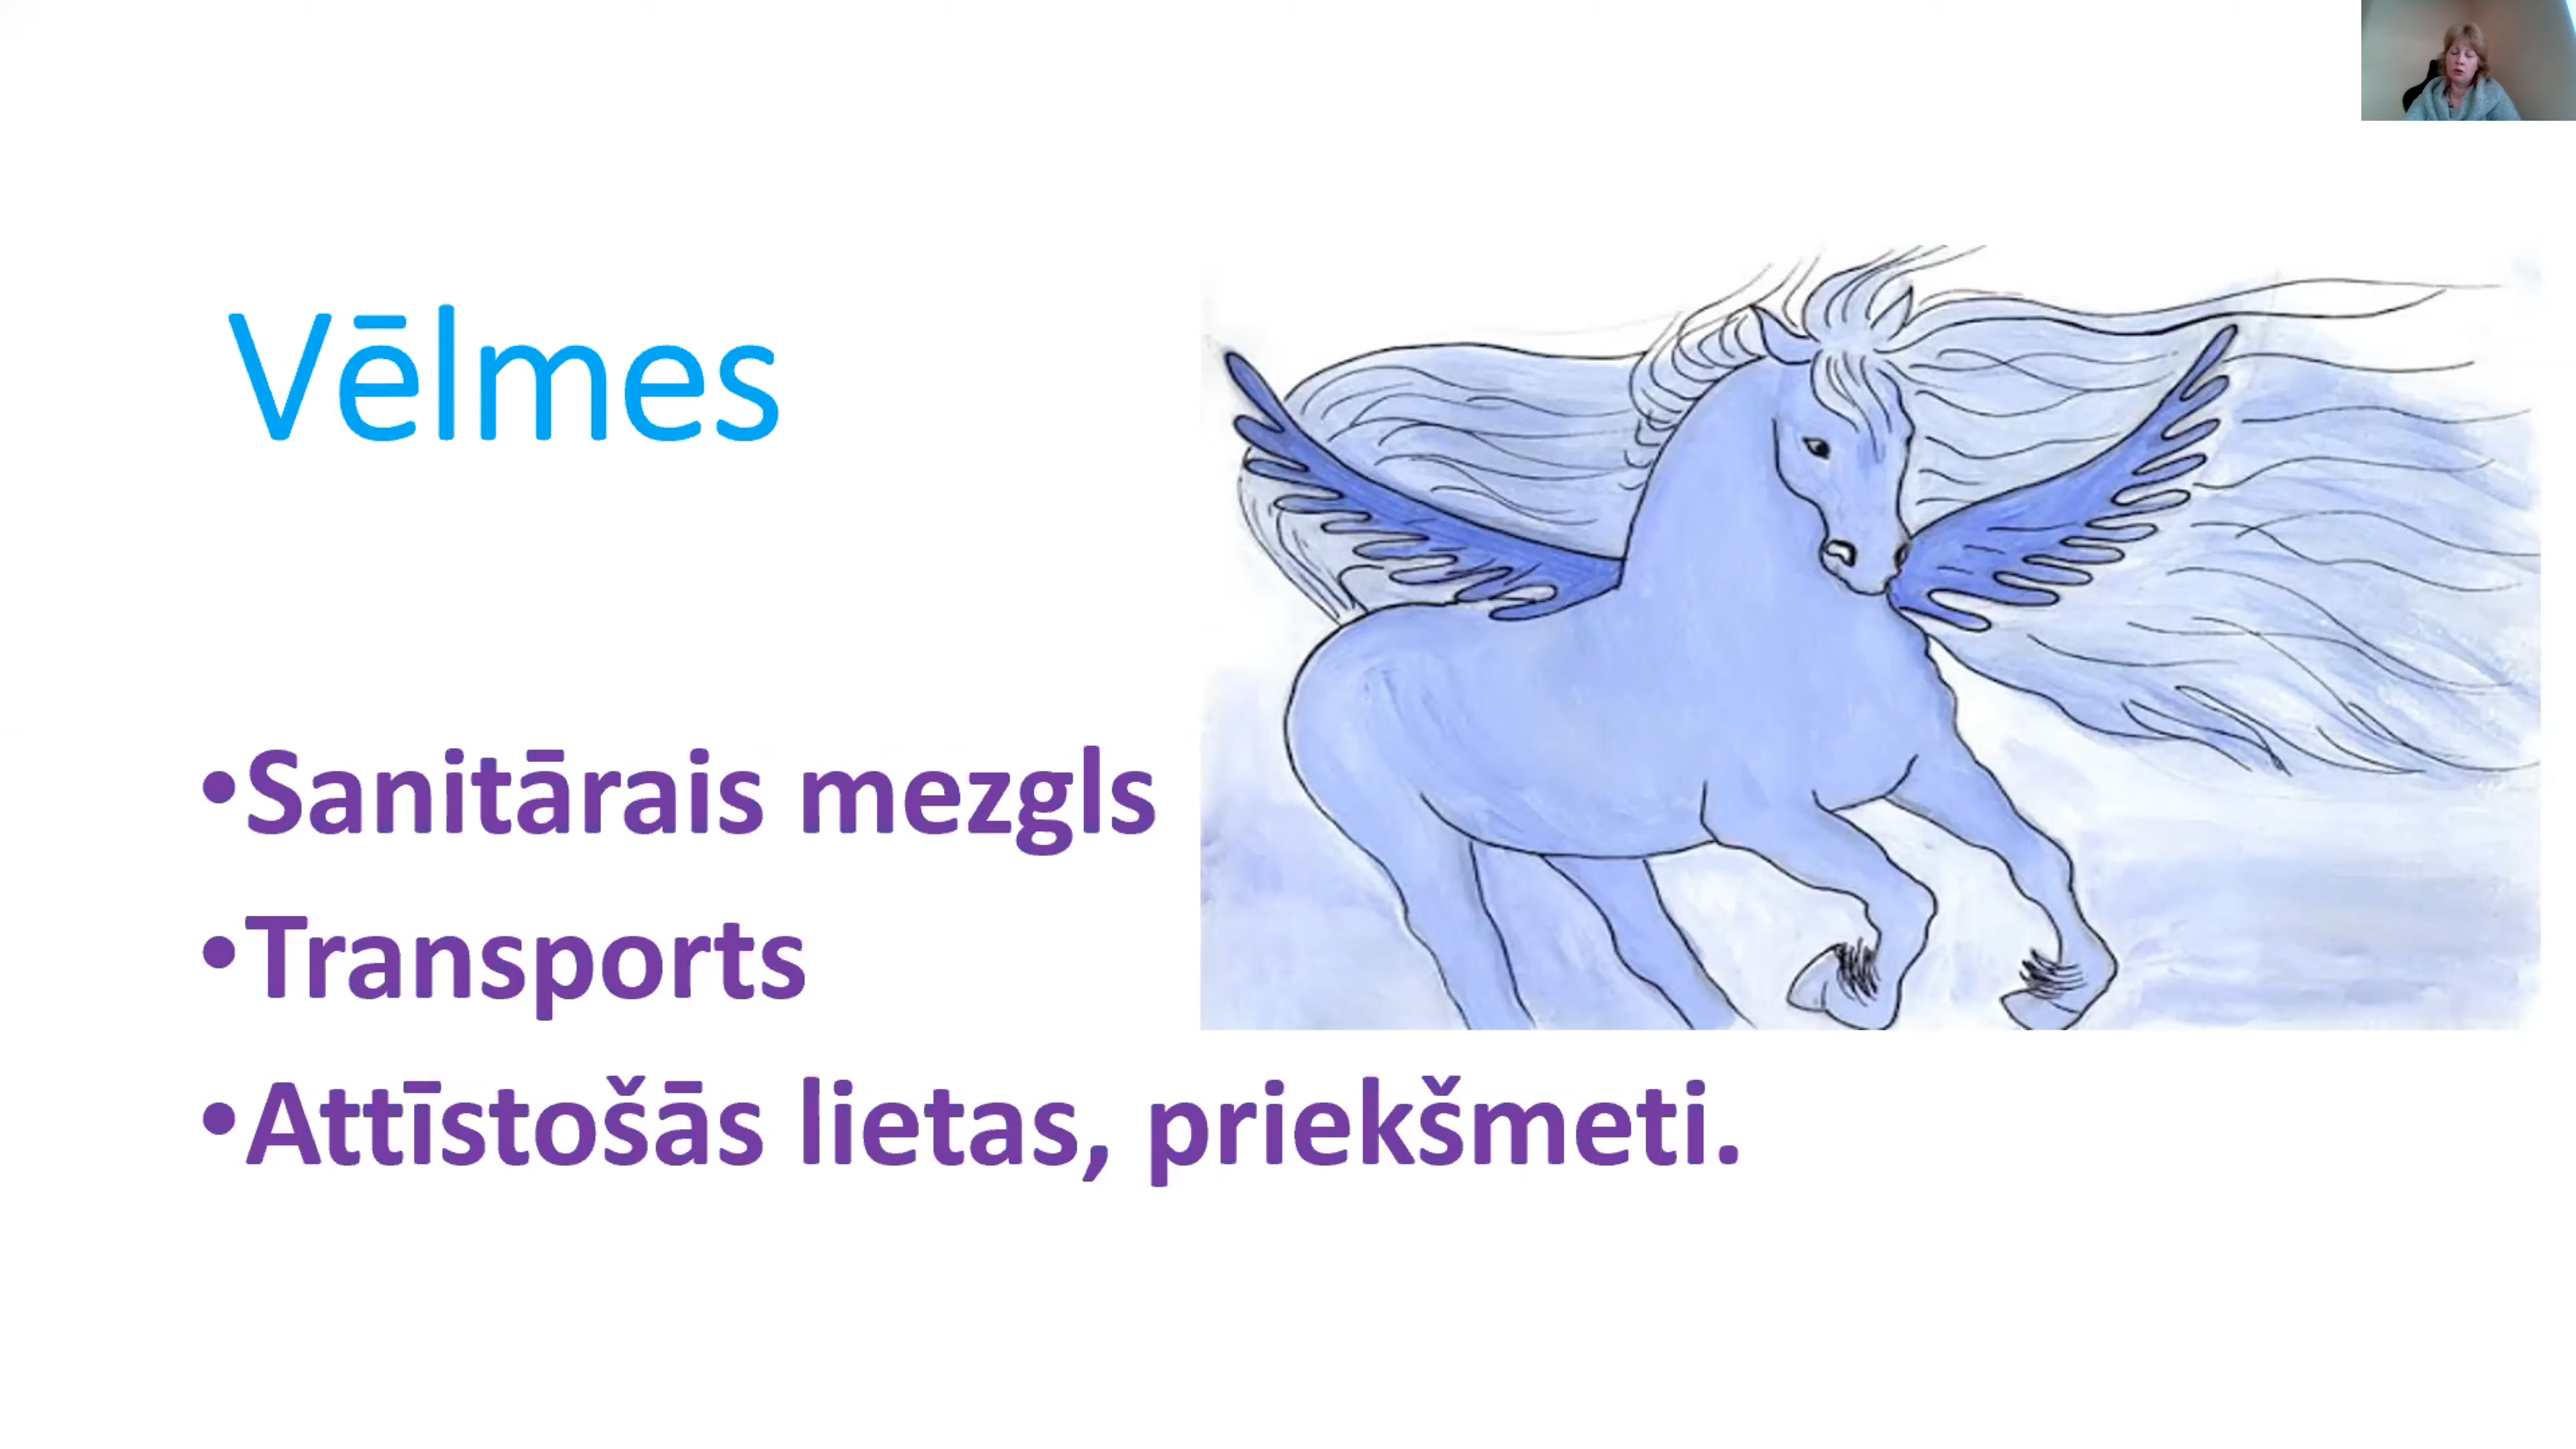 Vēlmes
•Sanitārais mezgls
•Transports
•Attīstošās lietas, priekšmeti.